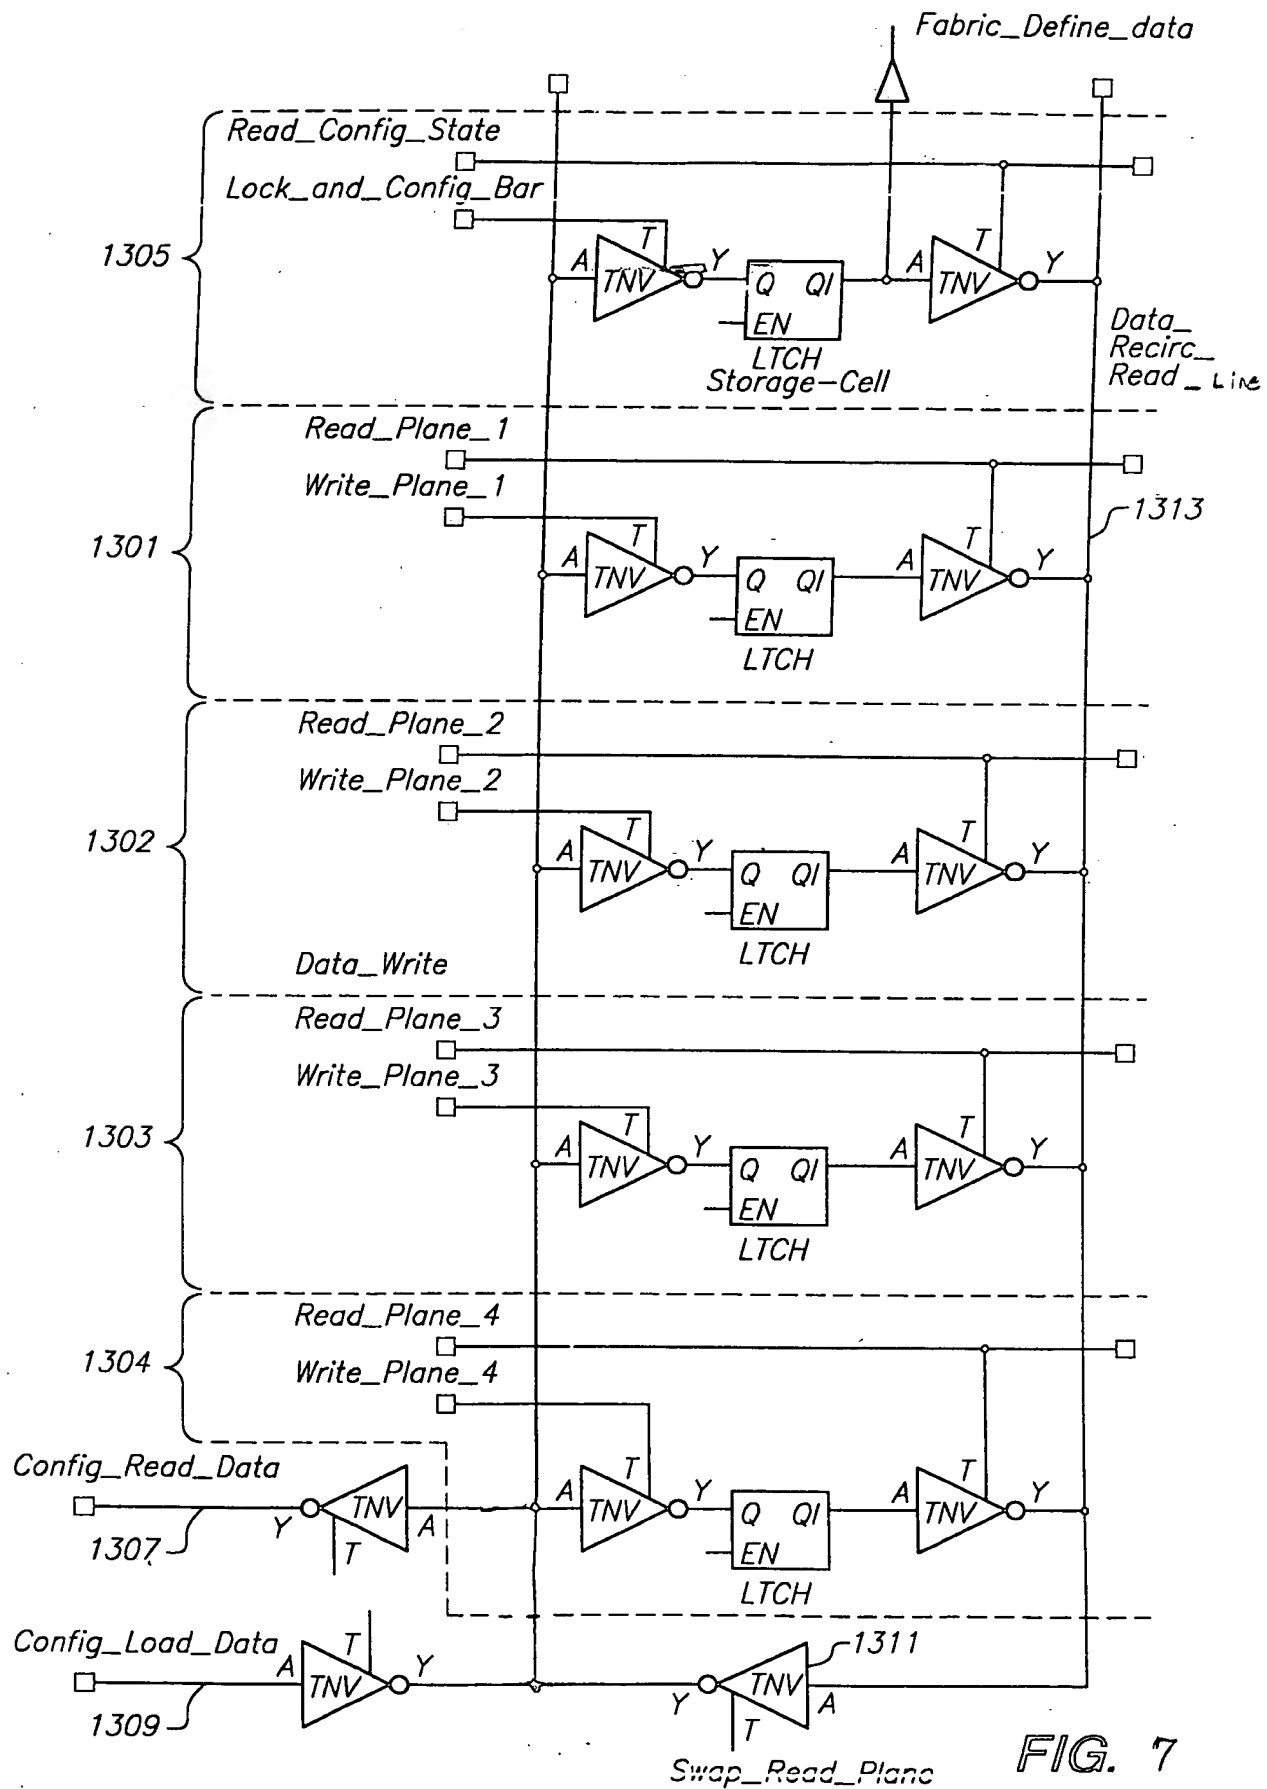 Fabric_Define_data
Read_Config_State
Lock_and_Config_Bar
1305
T
T
A TNV Y Q QI A TNV Y
EN
LTCH
Storage-Cell
Data_
Recirc_
Read_Line
Read_Plane_1
Write_Plane_1
1313
1301
T
T
A TNV Y Q QI A TNV Y
EN
LTCH
Read_Plane_2
Write_Plane_2
1302
T
T
A TNV Y Q QI A TNV Y
EN
LTCH
Data_Write
Read_Plane_3
Write_Plane_3
1303
T
T
A TNV Y Q QI A TNV Y
EN
LTCH
Read_Plane_4
Write_Plane_4
1304
Config_Read_Data
T
T
Y TNV A A TNV Y Q QI A TNV Y
1307
T
EN
LTCH
Config_Load_Data
T
1311
A TNV Y Y TNV A
1309
T
Swap_Read_Plane
FIG. 7